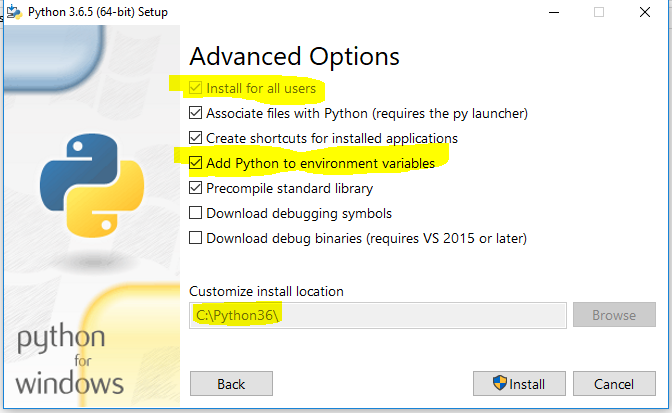 Python 3.6.5 (64-bit) Setup
Advanced Options
Install for all users
Associate files with Python (requires the py launcher)
Create shortcuts for installed applications
Add Python to environment variables
Precompile standard library
Download debugging symbols
Download debug binaries (requires VS 2015 or later)
Customize install location
C:\Python36\
Browse
python
for
windows
Back
Install
Cancel